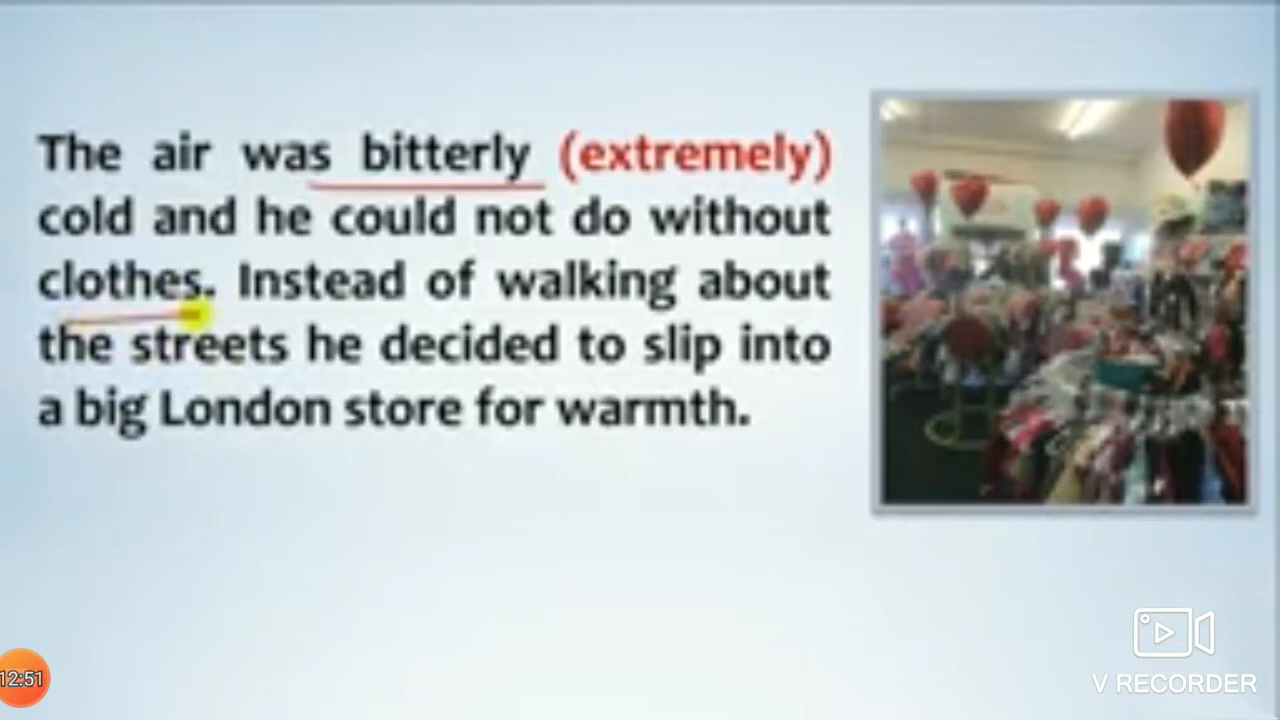 The air was bitterly (extremely)
cold and he could not do without
clothes. Instead of walking about
the streets he decided to slip into
a big London store for warmth.
12:51
V RECORDER